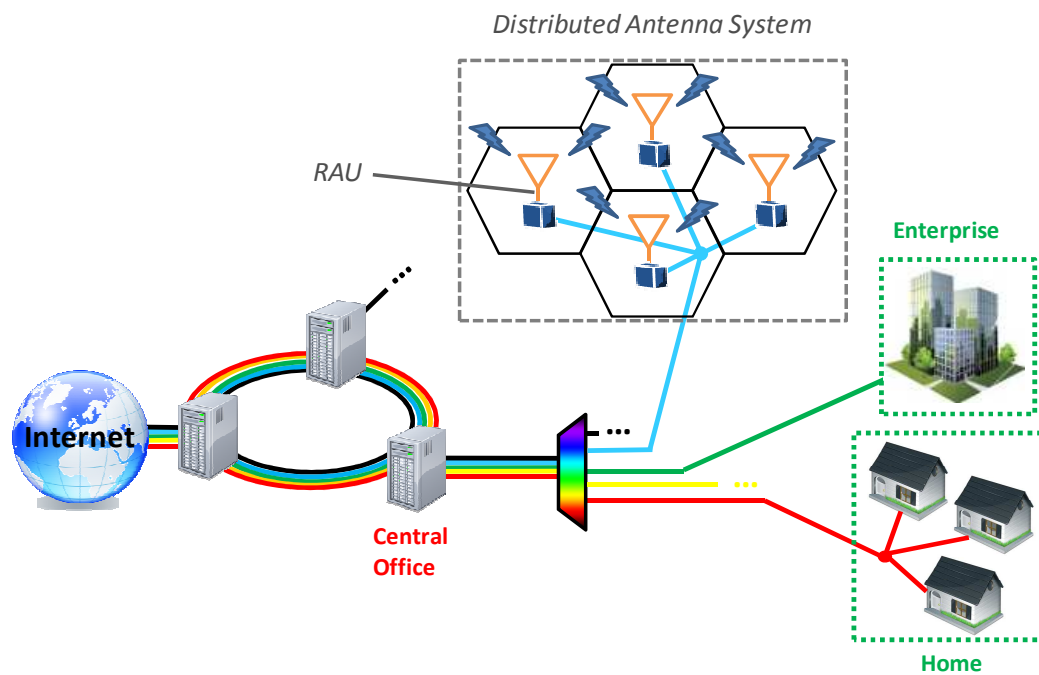 Distributed Antenna System
RAU
Enterprise
Internet
Central
Office
Home